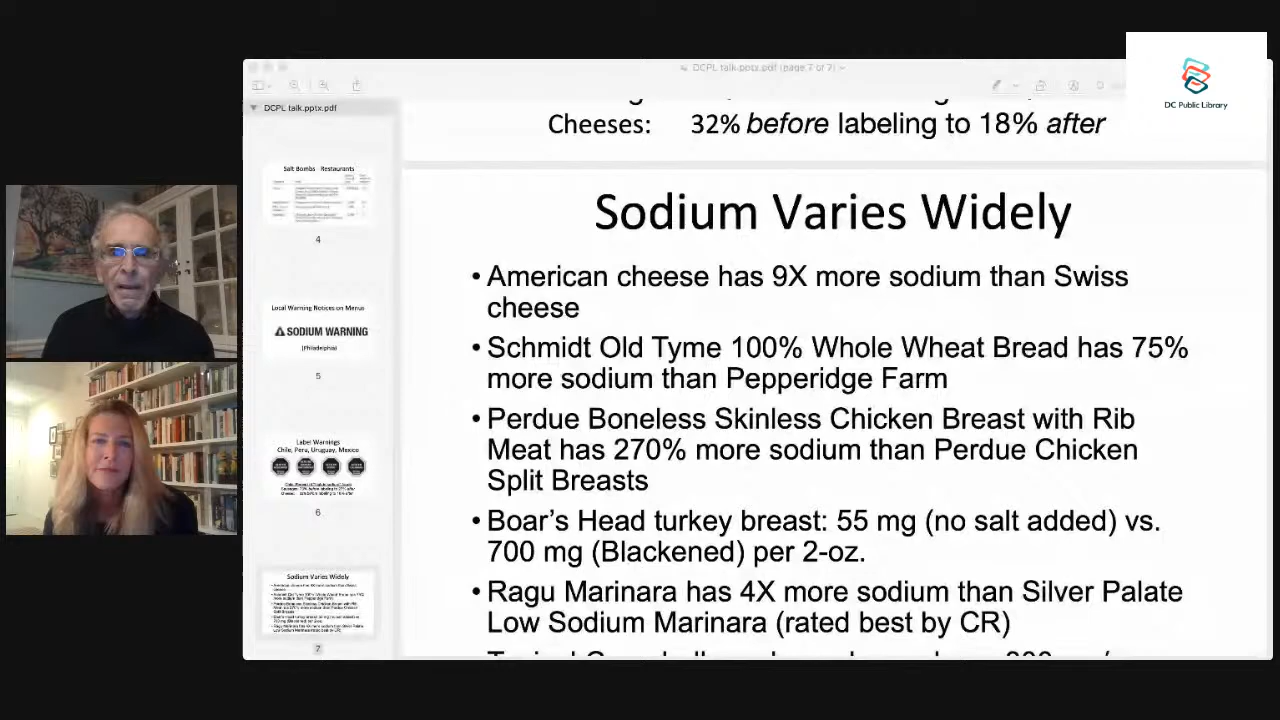 DCPL talk.pptx.pdf (page 7 of 7)
DC Public Library
DCPL talk.pptx.pdf
Salt Bombs - Restaurants
4
Local Warning Notices on Menus
⚠ SODIUM WARNING
(Philadelphia)
5
Label Warnings
Chile, Peru, Uruguay, Mexico
6
Sodium Varies Widely
7
Cheeses: 32% before labeling to 18% after
Sodium Varies Widely
• American cheese has 9X more sodium than Swiss
cheese
• Schmidt Old Tyme 100% Whole Wheat Bread has 75%
more sodium than Pepperidge Farm
• Perdue Boneless Skinless Chicken Breast with Rib
Meat has 270% more sodium than Perdue Chicken
Split Breasts
• Boar's Head turkey breast: 55 mg (no salt added) vs.
700 mg (Blackened) per 2-oz.
• Ragu Marinara has 4X more sodium than Silver Palate
Low Sodium Marinara (rated best by CR)